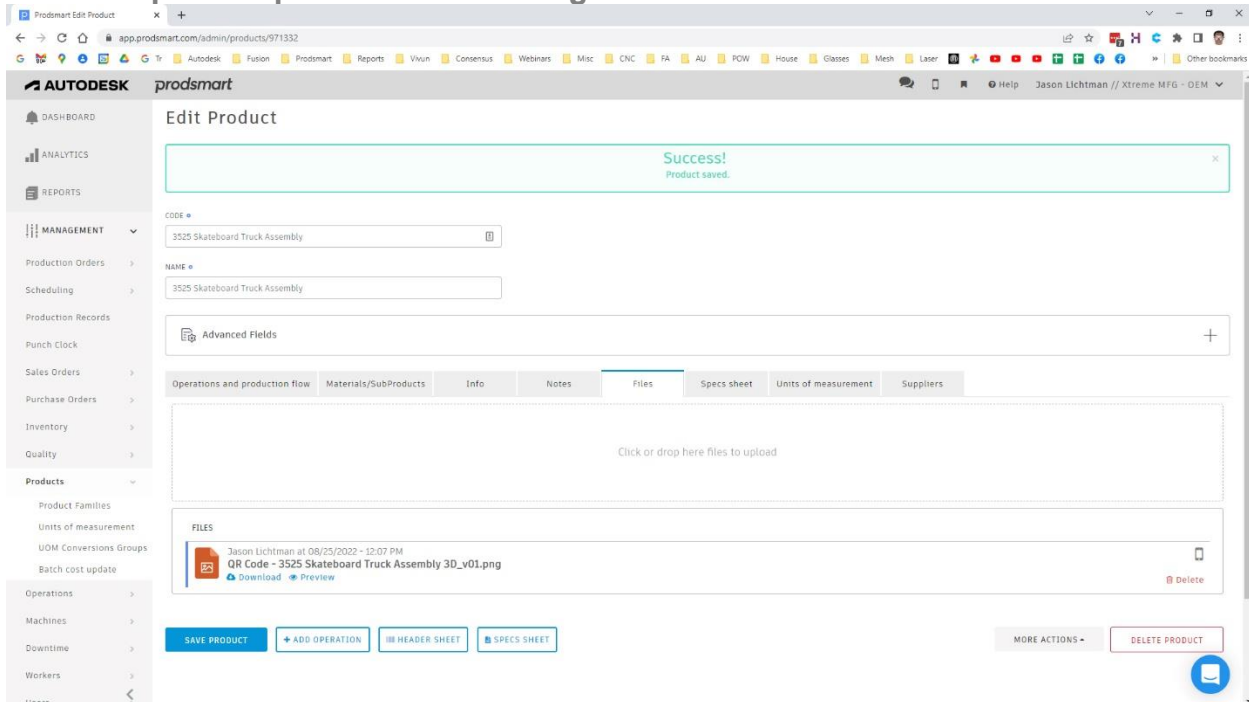 Prodsmart Edit Product
app.prodsmart.com/admin/products/971332
G Tr Autodesk Fusion Prodsmart Reports Vivun Consensus Webinars Misc CNC FA AU POW House Glasses Mesh Laser Other bookmarks
AUTODESK prodsmart
Help Jason Lichtman // Xtreme MFG - OEM
DASHBOARD
ANALYTICS
REPORTS
MANAGEMENT
Production Orders
Scheduling
Production Records
Punch Clock
Sales Orders
Purchase Orders
Inventory
Quality
Products
Product Families
Units of measurement
UOM Conversions Groups
Batch cost update
Operations
Machines
Downtime
Workers
Users
Edit Product
Success!
Product saved.
CODE
3525 Skateboard Truck Assembly
NAME
3525 Skateboard Truck Assembly
Advanced Fields
Operations and production flow Materials/SubProducts Info Notes Files Specs sheet Units of measurement Suppliers
Click or drop here files to upload
FILES
Jason Lichtman at 08/25/2022 - 12:07 PM
QR Code - 3525 Skateboard Truck Assembly 3D_v01.png
Download Preview
Delete
SAVE PRODUCT + ADD OPERATION HEADER SHEET SPECS SHEET MORE ACTIONS DELETE PRODUCT